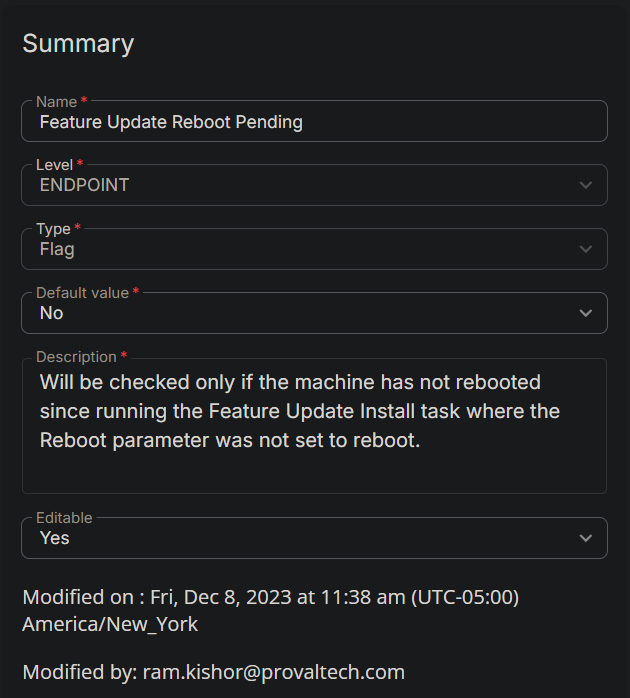 Summary
Name *
Feature Update Reboot Pending
Level *
ENDPOINT
Type *
Flag
Default value *
No
Description *
Will be checked only if the machine has not rebooted
since running the Feature Update Install task where the
Reboot parameter was not set to reboot.
Editable
Yes
Modified on : Fri, Dec 8, 2023 at 11:38 am (UTC-05:00)
America/New_York
Modified by: ram.kishor@provaltech.com